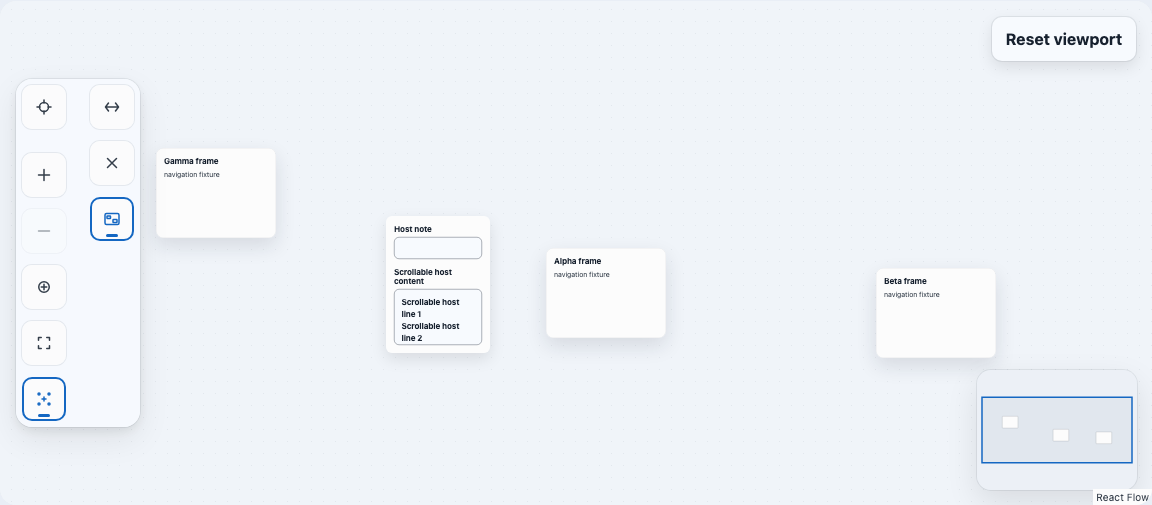 Reset viewport
Gamma frame
navigation fixture
Host note
Scrollable host
content
Scrollable host
line 1
Scrollable host
line 2
Alpha frame
navigation fixture
Beta frame
navigation fixture
React Flow